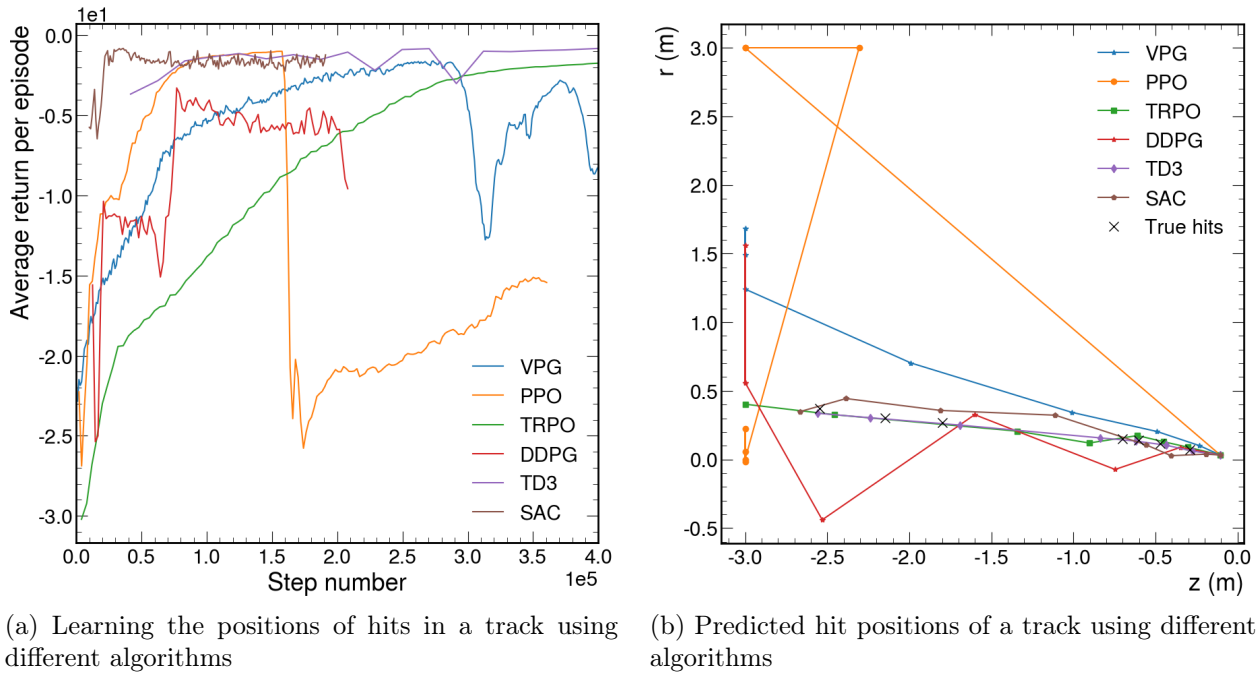 1e1
0.0
-0.5
-1.0
-1.5
-2.0
-2.5
-3.0
Average return per episode
VPG
PPO
TRPO
DDPG
TD3
SAC
0.0 0.5 1.0 1.5 2.0 2.5 3.0 3.5 4.0
Step number
1e5
r (m)
3.0
2.5
2.0
1.5
1.0
0.5
0.0
-0.5
VPG
PPO
TRPO
DDPG
TD3
SAC
True hits
-3.0 -2.5 -2.0 -1.5 -1.0 -0.5 0.0
z (m)
(a) Learning the positions of hits in a track using
different algorithms
(b) Predicted hit positions of a track using different
algorithms